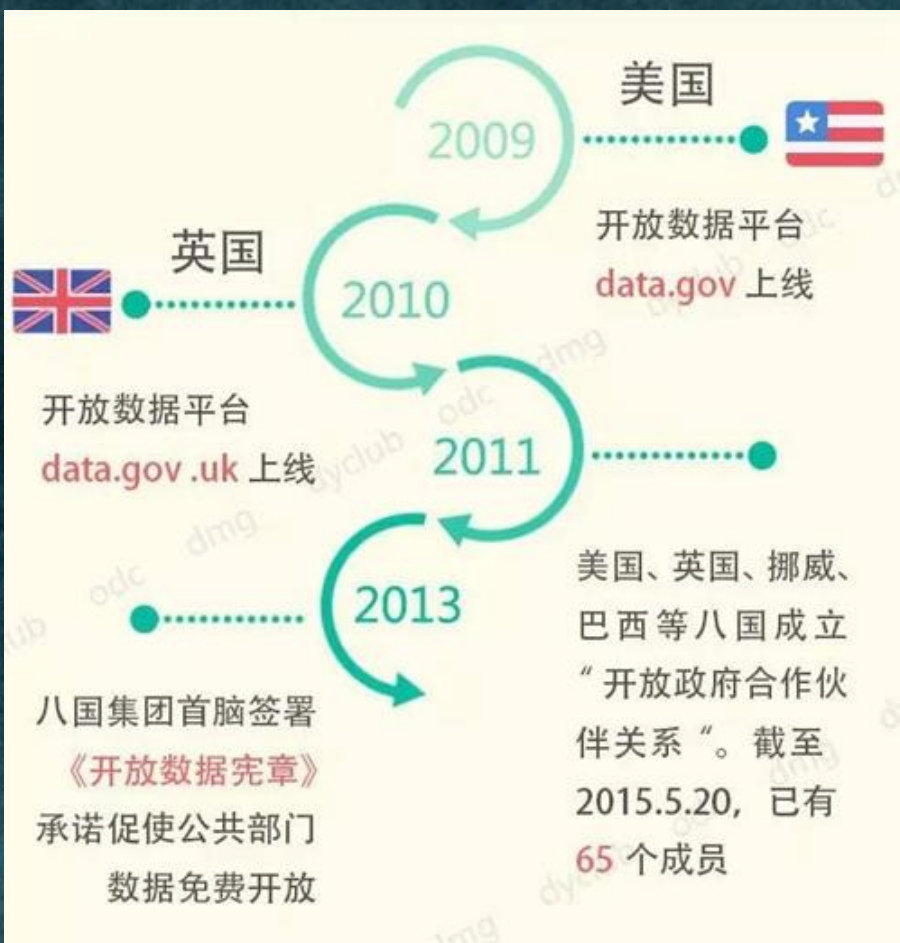 2009
美国
开放数据平台
data.gov 上线
2010
英国
开放数据平台
data.gov .uk 上线
2011
美国、英国、挪威、
巴西等八国成立
“ 开放政府合作伙
伴关系 “。截至
2015.5.20, 已有
65 个成员
2013
八国集团首脑签署
《开放数据宪章》
承诺促使公共部门
数据免费开放
dyclub odc dmg